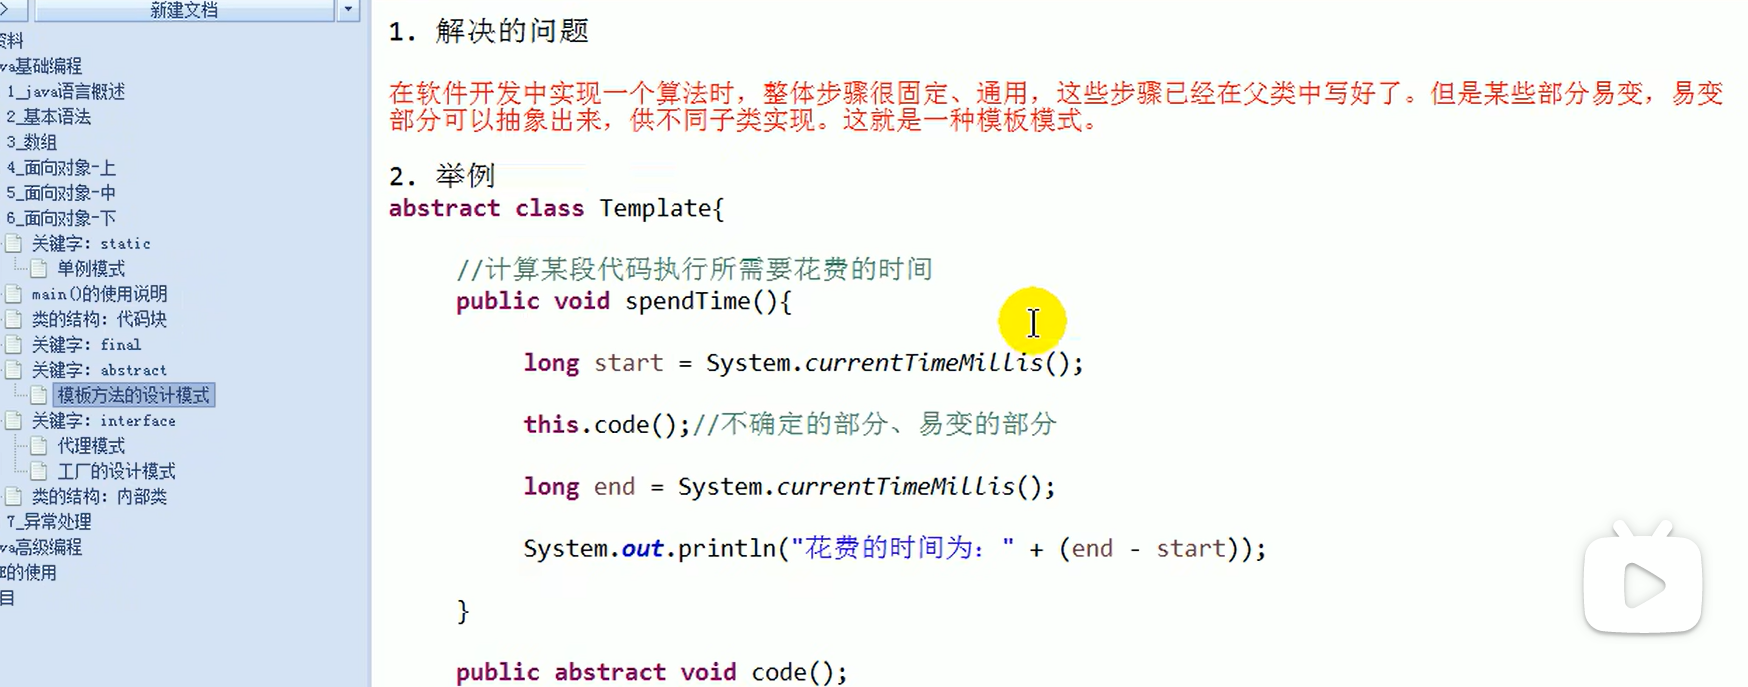 新建文档
资料
va基础编程
1_java语言概述
2_基本语法
3_数组
4_面向对象-上
5_面向对象-中
6_面向对象-下
关键字：static
单例模式
main()的使用说明
类的结构：代码块
关键字：final
关键字：abstract
模板方法的设计模式
关键字：interface
代理模式
工厂的设计模式
类的结构：内部类
7_异常处理
va高级编程
的使用
目
1. 解决的问题
在软件开发中实现一个算法时，整体步骤很固定、通用，这些步骤已经在父类中写好了。但是某些部分易变，易变
部分可以抽象出来，供不同子类实现。这就是一种模板模式。
2. 举例
abstract class Template{
//计算某段代码执行所需要花费的时间
public void spendTime(){
long start = System.currentTimeMillis();
this.code();//不确定的部分、易变的部分
long end = System.currentTimeMillis();
System.out.println("花费的时间为：" + (end - start));
}
public abstract void code();